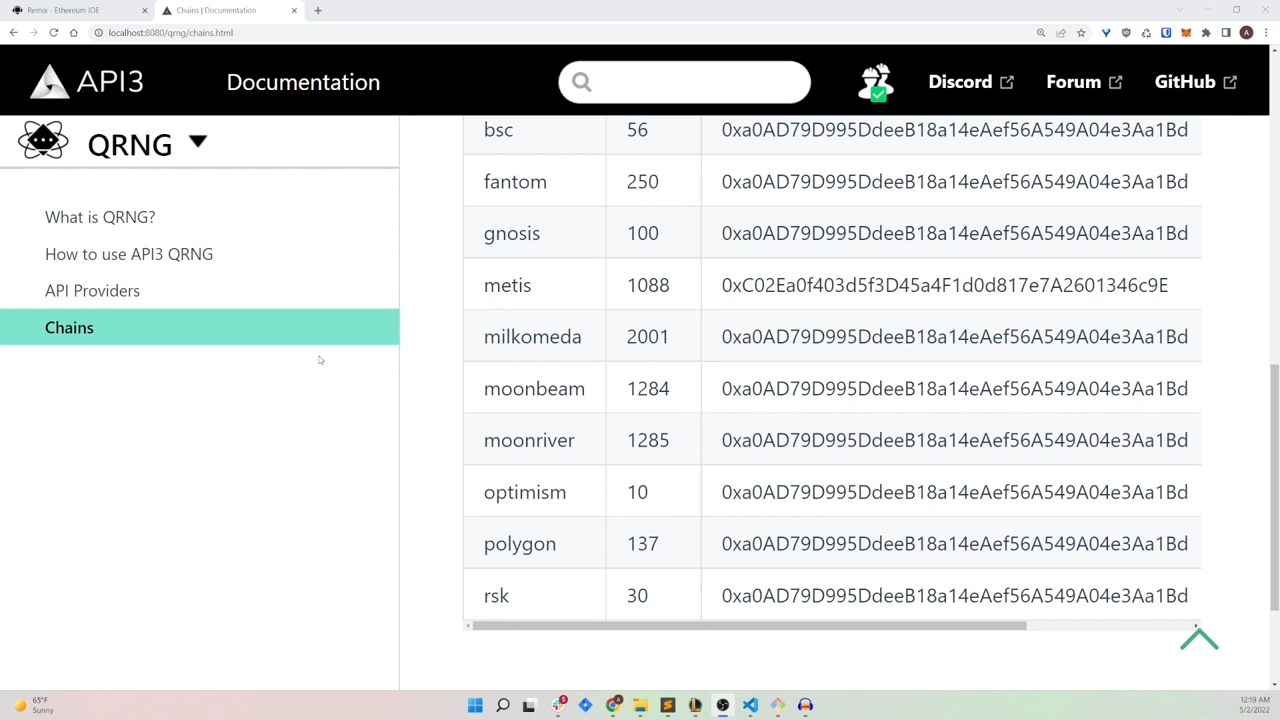 Remix - Ethereum IDE
Chains | Documentation
localhost:8080/qrng/chains.html
API3
Documentation
Discord
Forum
GitHub
QRNG
What is QRNG?
How to use API3 QRNG
API Providers
Chains
bsc 56 0xa0AD79D995DdeeB18a14eAef56A549A04e3Aa1Bd
fantom 250 0xa0AD79D995DdeeB18a14eAef56A549A04e3Aa1Bd
gnosis 100 0xa0AD79D995DdeeB18a14eAef56A549A04e3Aa1Bd
metis 1088 0xC02Ea0f403d5f3D45a4F1d0d817e7A2601346c9E
milkomeda 2001 0xa0AD79D995DdeeB18a14eAef56A549A04e3Aa1Bd
moonbeam 1284 0xa0AD79D995DdeeB18a14eAef56A549A04e3Aa1Bd
moonriver 1285 0xa0AD79D995DdeeB18a14eAef56A549A04e3Aa1Bd
optimism 10 0xa0AD79D995DdeeB18a14eAef56A549A04e3Aa1Bd
polygon 137 0xa0AD79D995DdeeB18a14eAef56A549A04e3Aa1Bd
rsk 30 0xa0AD79D995DdeeB18a14eAef56A549A04e3Aa1Bd
65°F
Sunny
12:19 AM
5/2/2022